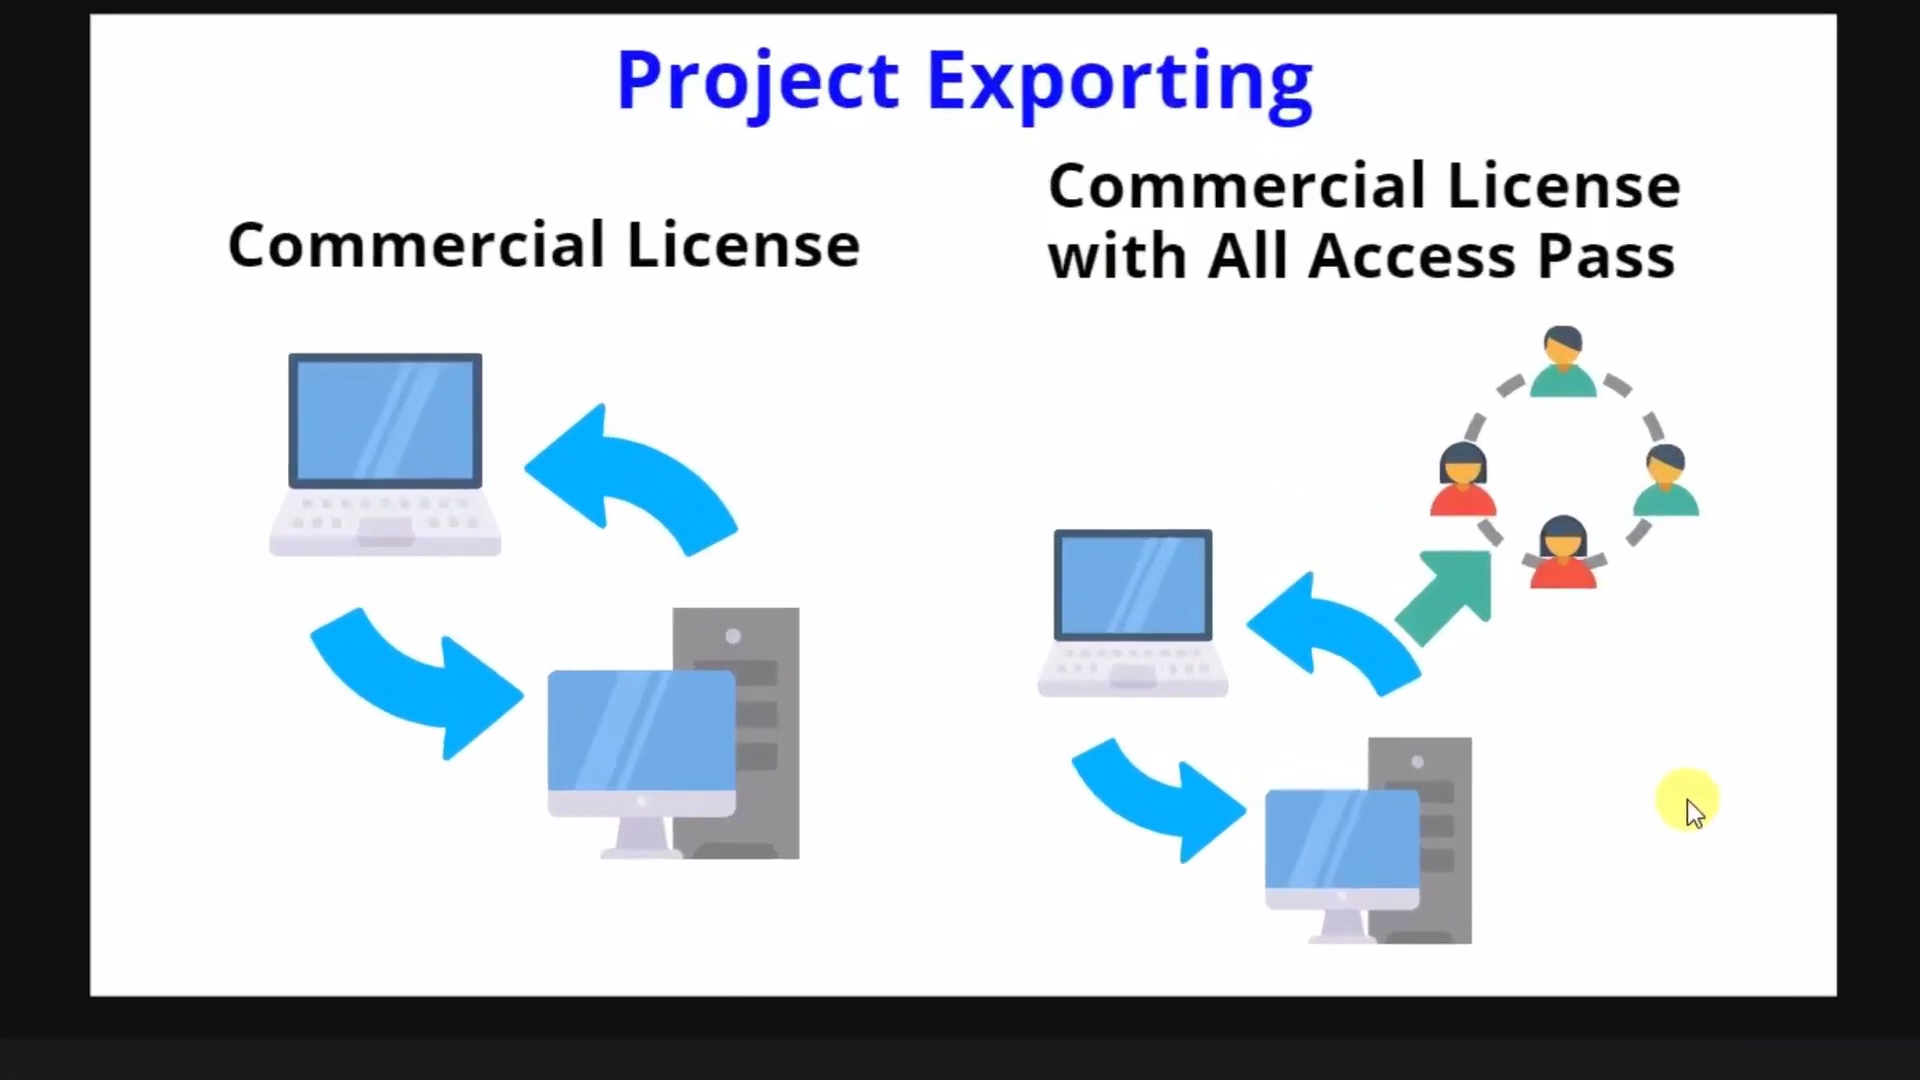 Project Exporting
Commercial License
Commercial License
with All Access Pass